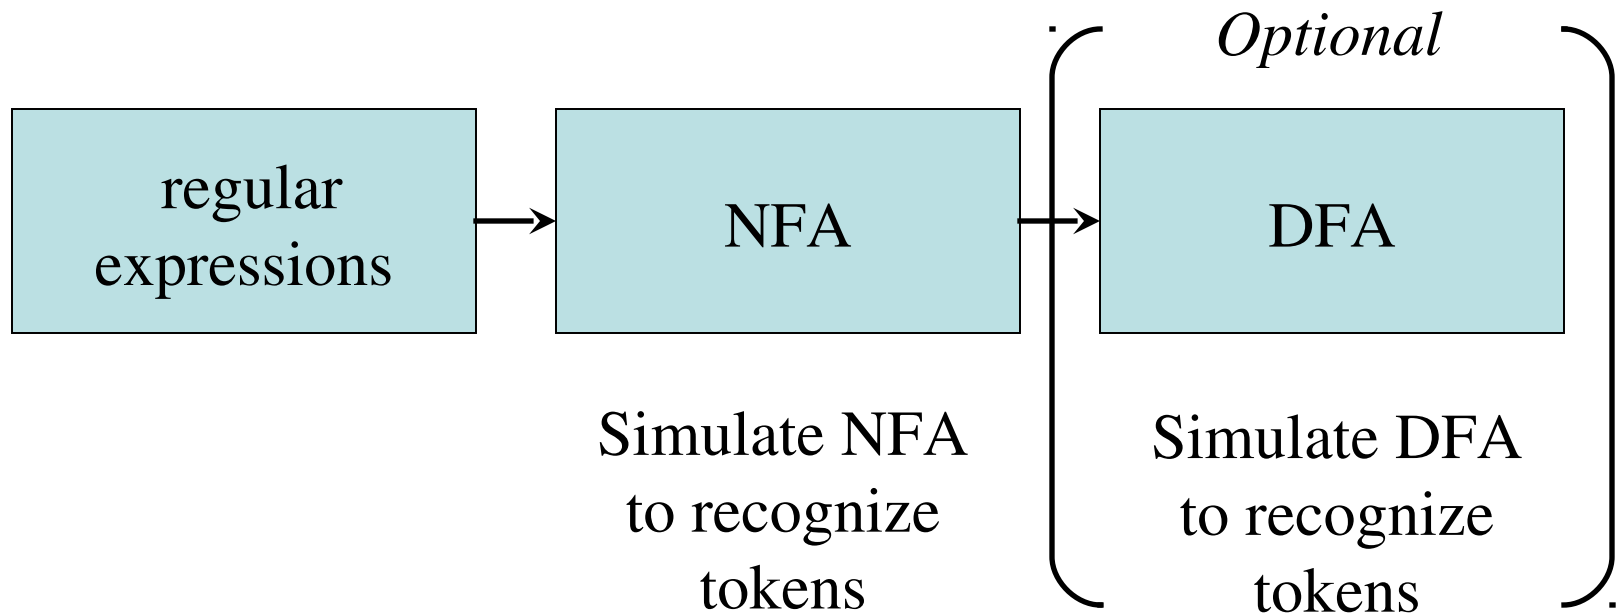 Optional
regular
expressions
NFA
DFA
Simulate NFA
to recognize
tokens
Simulate DFA
to recognize
tokens